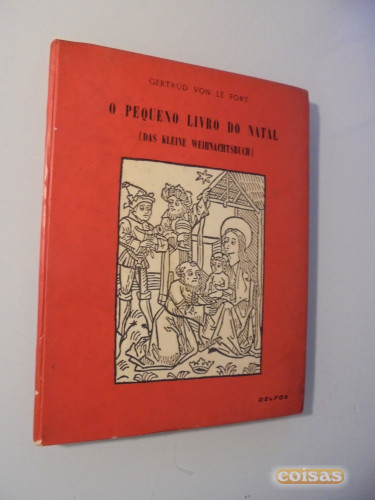 GERTRUD VON LE FORT
O PEQUENO LIVRO DO NATAL
[DAS KLEINE WEIHNACHTSBUCH]
DELFOS
coisas